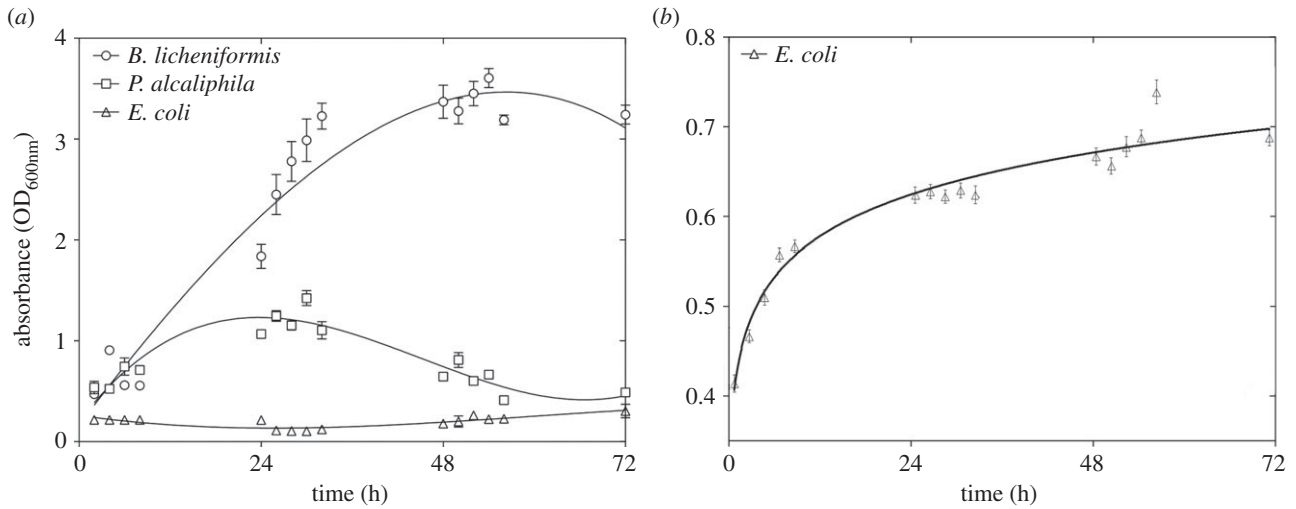 (a)
4
3
2
1
0
absorbance (OD600nm)
B. licheniformis
P. alcaliphila
E. coli
0 24 48 72
time (h)
(b)
0.8
0.7
0.6
0.5
0.4
E. coli
0 24 48 72
time (h)